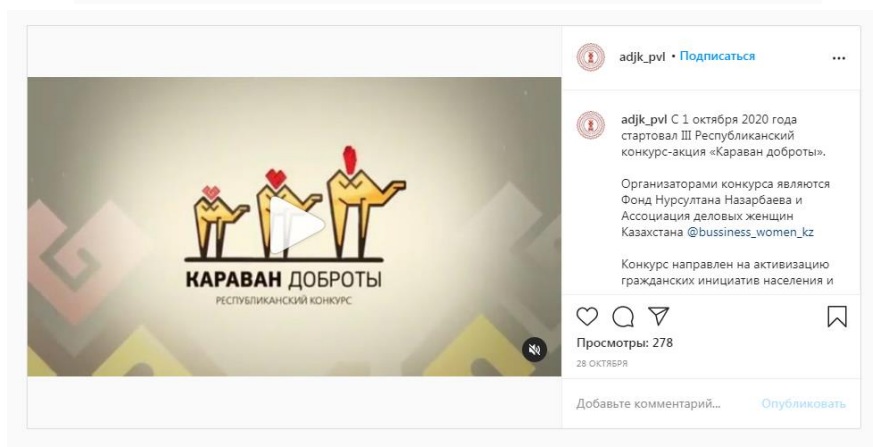 КАРАВАН ДОБРОТЫ
РЕСПУБЛИКАНСКИЙ КОНКУРС
adjk_pvl • Подписаться
adjk_pvl С 1 октября 2020 года
стартовал III Республиканский
конкурс-акция «Караван доброты».
Организаторами конкурса являются
Фонд Нурсултана Назарбаева и
Ассоциация деловых женщин
Казахстана @bussiness_women_kz
Конкурс направлен на активизацию
гражданских инициатив населения и
Просмотры: 278
28 ОКТЯБРЯ
Добавьте комментарий... Опубликовать